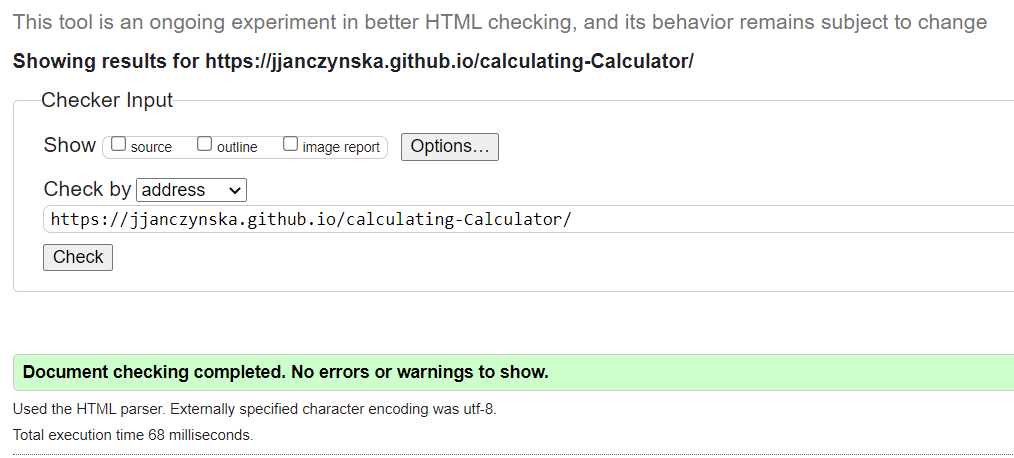 This tool is an ongoing experiment in better HTML checking, and its behavior remains subject to change
Showing results for https://jjanczynska.github.io/calculating-Calculator/
Checker Input
Show source outline image report Options...
Check by address
https://jjanczynska.github.io/calculating-Calculator/
Check
Document checking completed. No errors or warnings to show.
Used the HTML parser. Externally specified character encoding was utf-8.
Total execution time 68 milliseconds.